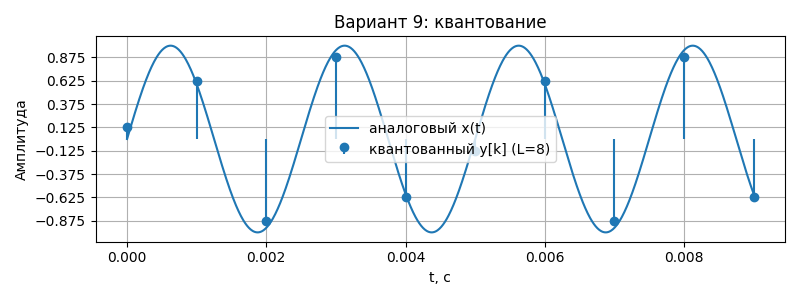 Вариант 9: квантование
Амплитуда
0.875
0.625
0.375
0.125
−0.125
−0.375
−0.625
−0.875
аналоговый x(t)
квантованный y[k] (L=8)
0.000
0.002
0.004
0.006
0.008
t, с